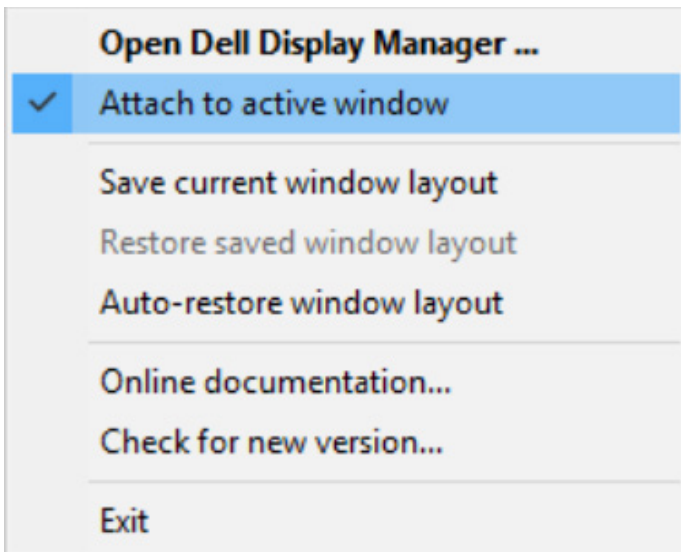 Open Dell Display Manager ...
Attach to active window
Save current window layout
Restore saved window layout
Auto-restore window layout
Online documentation...
Check for new version...
Exit